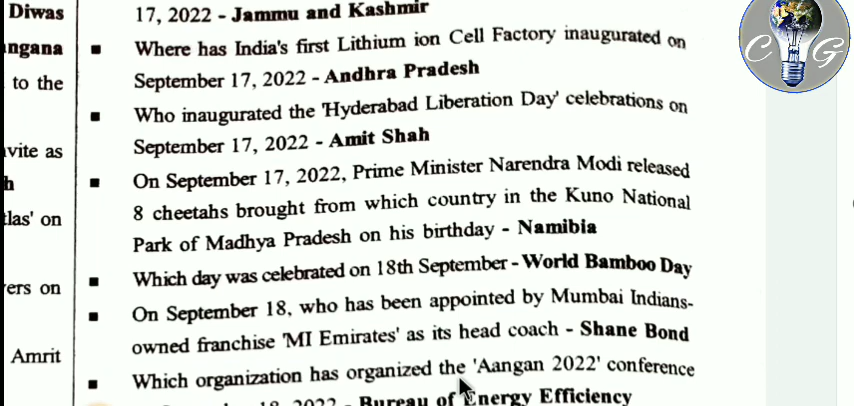 Diwas
ngana
to the
vite as
h
tlas' on
ers on
Amrit
17, 2022 - Jammu and Kashmir
▪ Where has India's first Lithium ion Cell Factory inaugurated on
September 17, 2022 - Andhra Pradesh
▪ Who inaugurated the 'Hyderabad Liberation Day' celebrations on
September 17, 2022 - Amit Shah
▪ On September 17, 2022, Prime Minister Narendra Modi released
8 cheetahs brought from which country in the Kuno National
Park of Madhya Pradesh on his birthday - Namibia
▪ Which day was celebrated on 18th September - World Bamboo Day
▪ On September 18, who has been appointed by Mumbai Indians-
owned franchise 'MI Emirates' as its head coach - Shane Bond
▪ Which organization has organized the 'Aangan 2022' conference
18, 2022 - Bureau of Energy Efficiency
C G